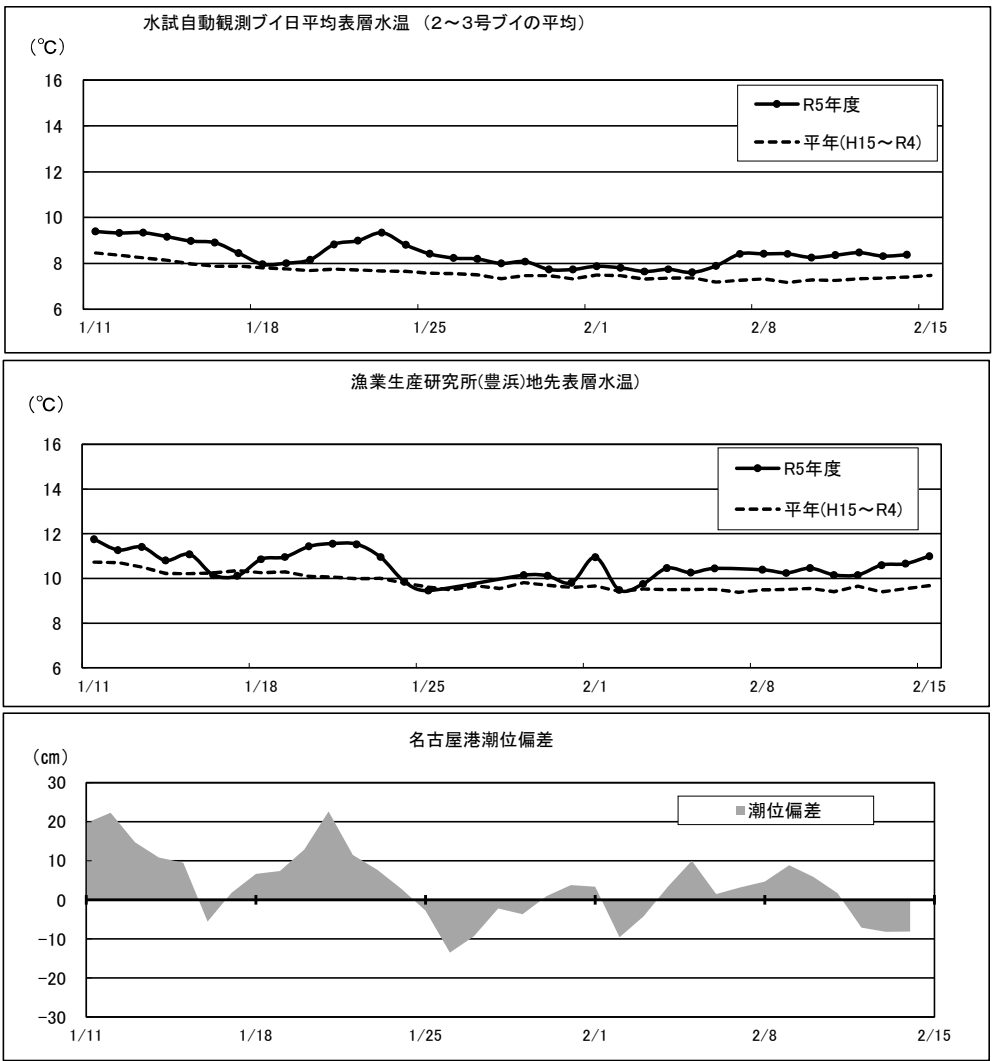 水試自動観測ブイ日平均表層水温 （2～3号ブイの平均）
(℃)
16
14
12
10
8
6
R5年度
平年(H15～R4)
1/11 1/18 1/25 2/1 2/8 2/15
漁業生産研究所(豊浜)地先表層水温)
(℃)
16
14
12
10
8
6
R5年度
平年(H15～R4)
1/11 1/18 1/25 2/1 2/8 2/15
名古屋港潮位偏差
(㎝)
30
20
10
0
-10
-20
-30
潮位偏差
1/11 1/18 1/25 2/1 2/8 2/15